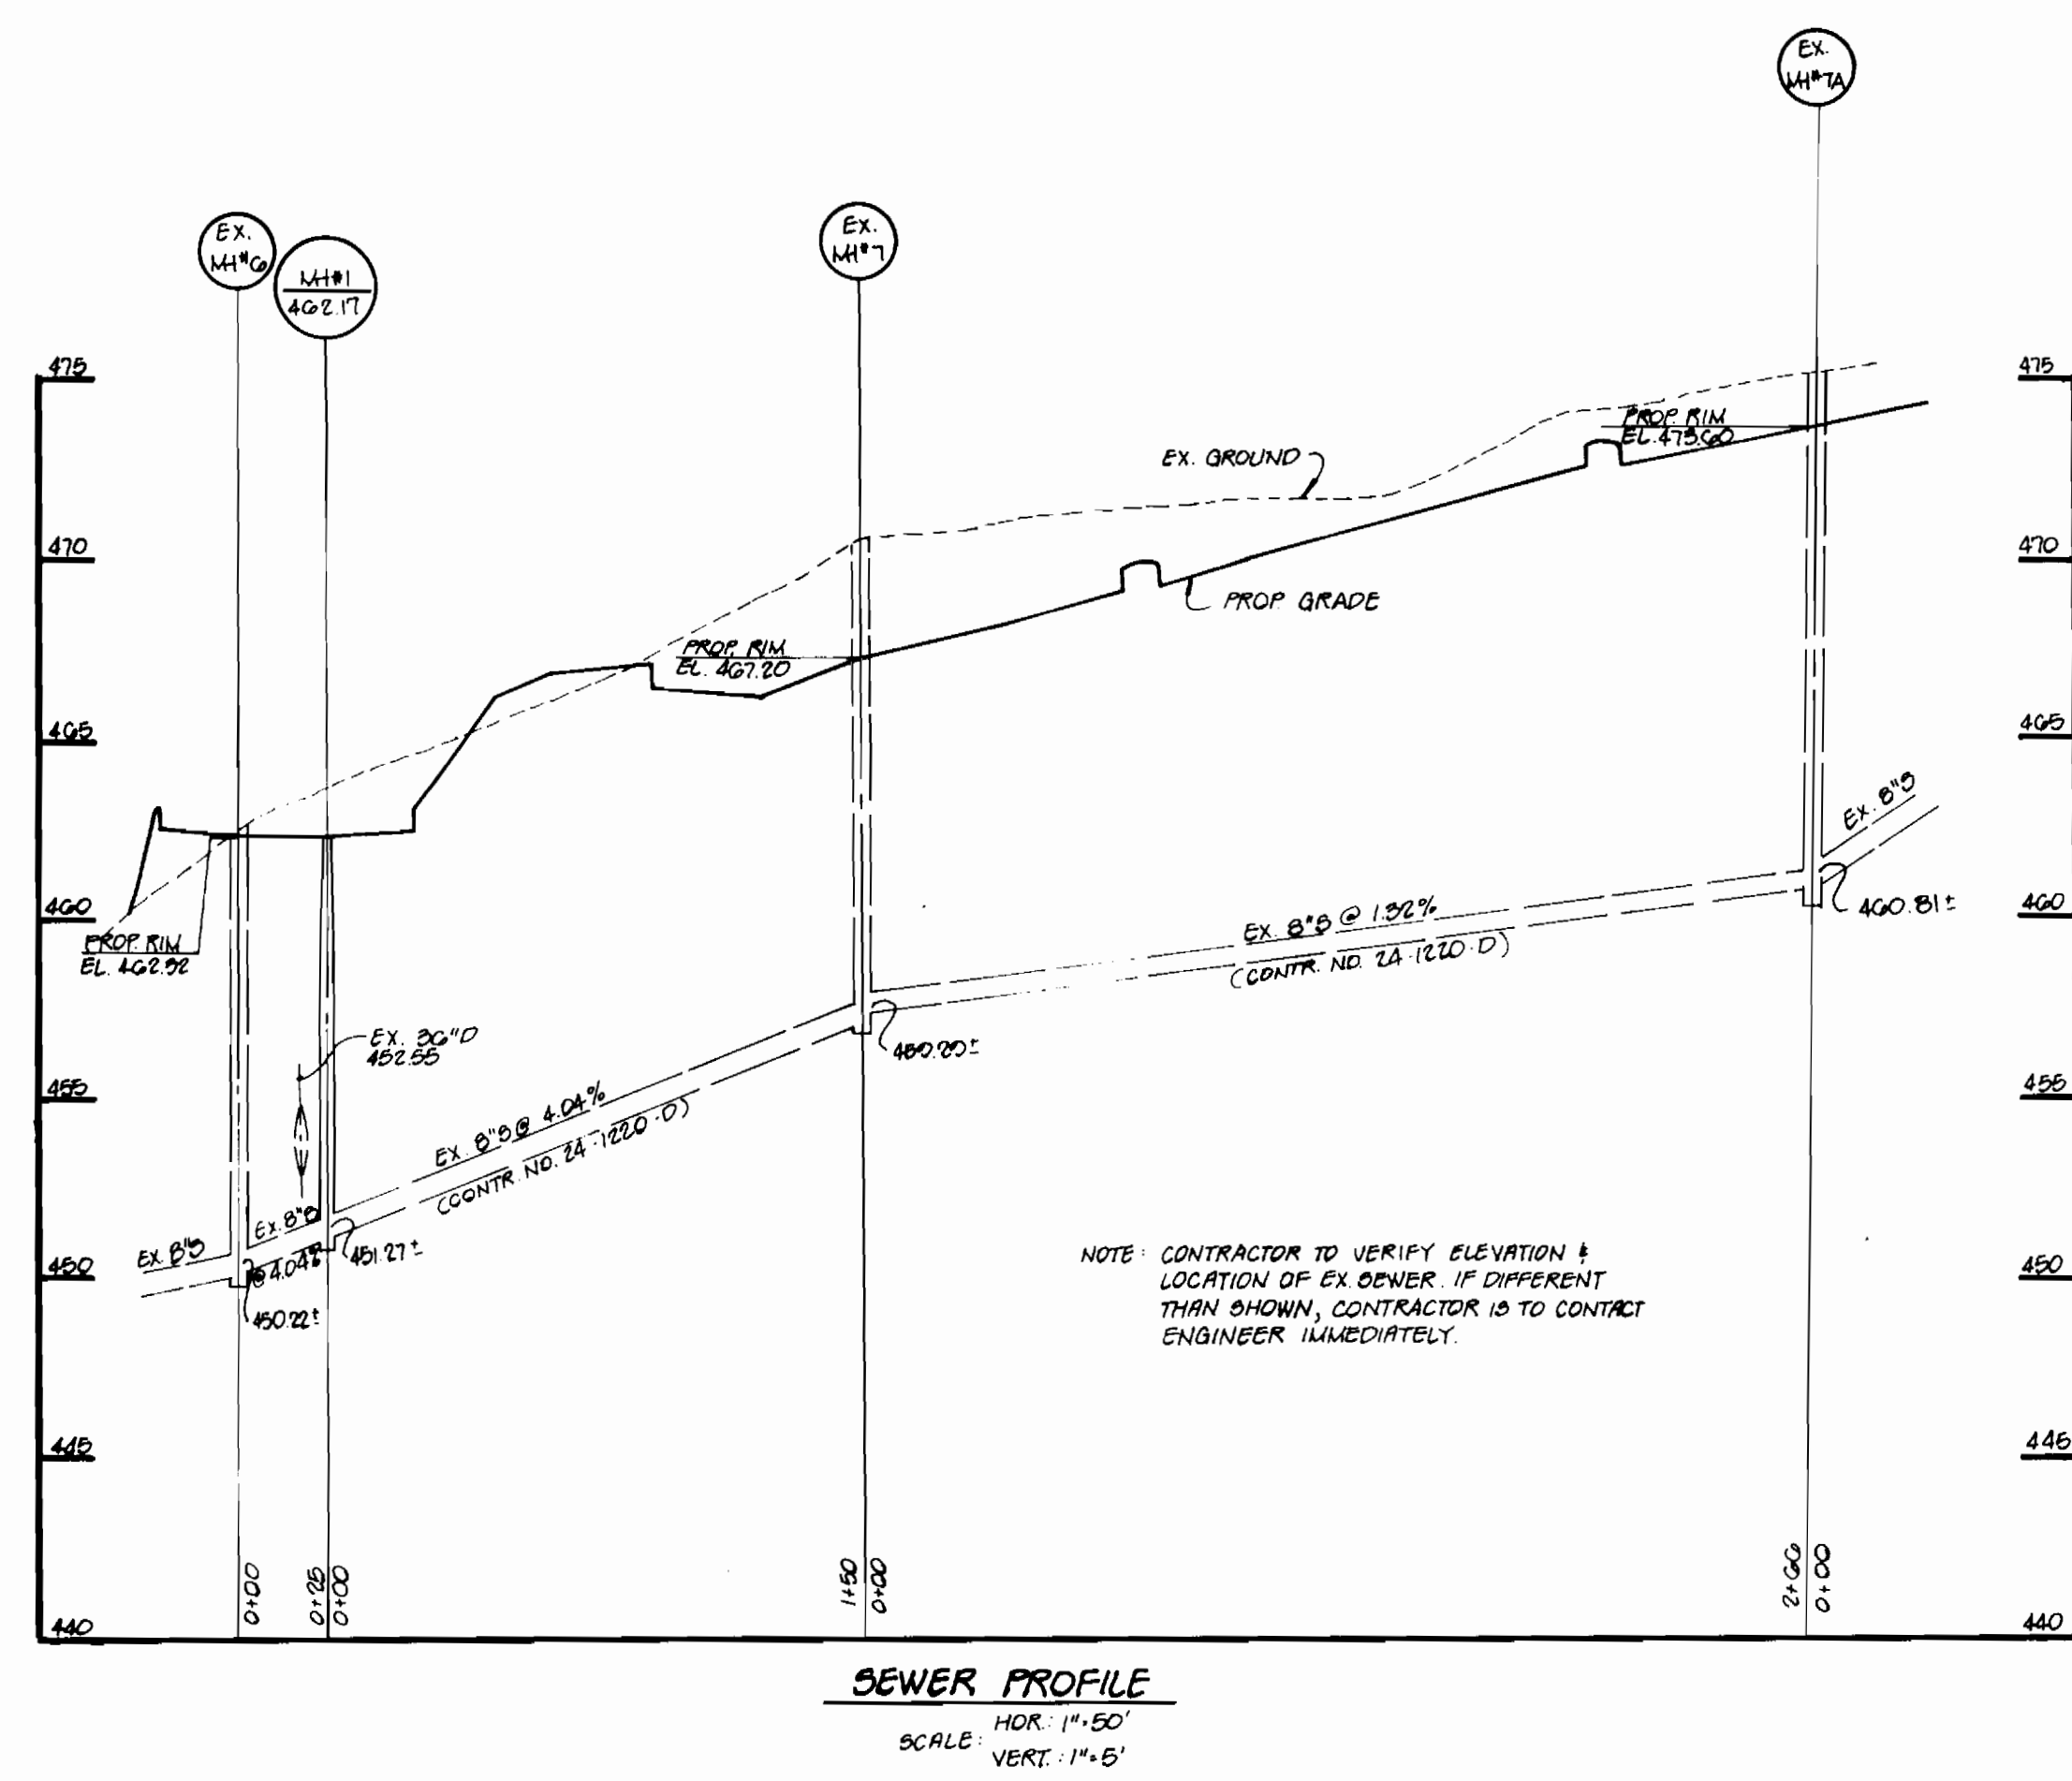 EX.
MH#7A
EX.
MH#6
MH#1
462.17
EX.
MH#7
475
475
PROP. RIM
EL. 473.60
EX. GROUND
470
470
PROP. GRADE
PROP. RIM
EL. 467.20
465
465
EX. 8"S
460
460
460.81±
EX. 8"S @ 1.32%
(CONTR. NO. 24-1220-D)
PROP. RIM
EL. 462.32
EX. 36"D
452.55
455
455
EX. 8"S @ 4.04%
(CONTR. NO. 24-1220-D)
EX. 8"S
EX. 8"S
@ 4.04%
451.27±
450
450
450.22±
NOTE: CONTRACTOR TO VERIFY ELEVATION &
LOCATION OF EX. SEWER. IF DIFFERENT
THAN SHOWN, CONTRACTOR IS TO CONTACT
ENGINEER IMMEDIATELY.
445
445
0+00
0+25
0+00
1+50
0+00
2+66
0+00
440
440
SEWER PROFILE
SCALE:
HOR.: 1"=50'
VERT.: 1"=5'